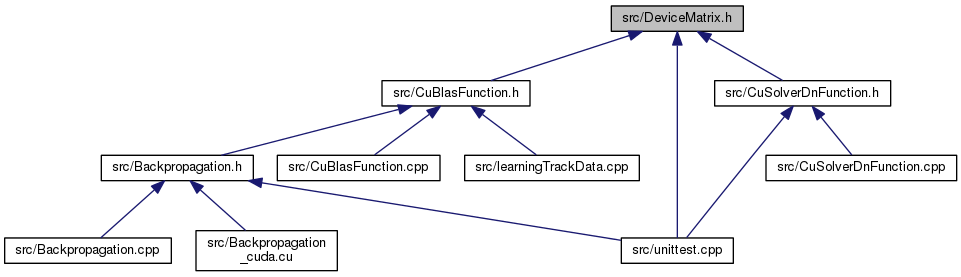 src/DeviceMatrix.h
src/CuBlasFunction.h
src/CuSolverDnFunction.h
src/Backpropagation.h
src/CuBlasFunction.cpp
src/learningTrackData.cpp
src/CuSolverDnFunction.cpp
src/Backpropagation.cpp
src/Backpropagation
_cuda.cu
src/unittest.cpp